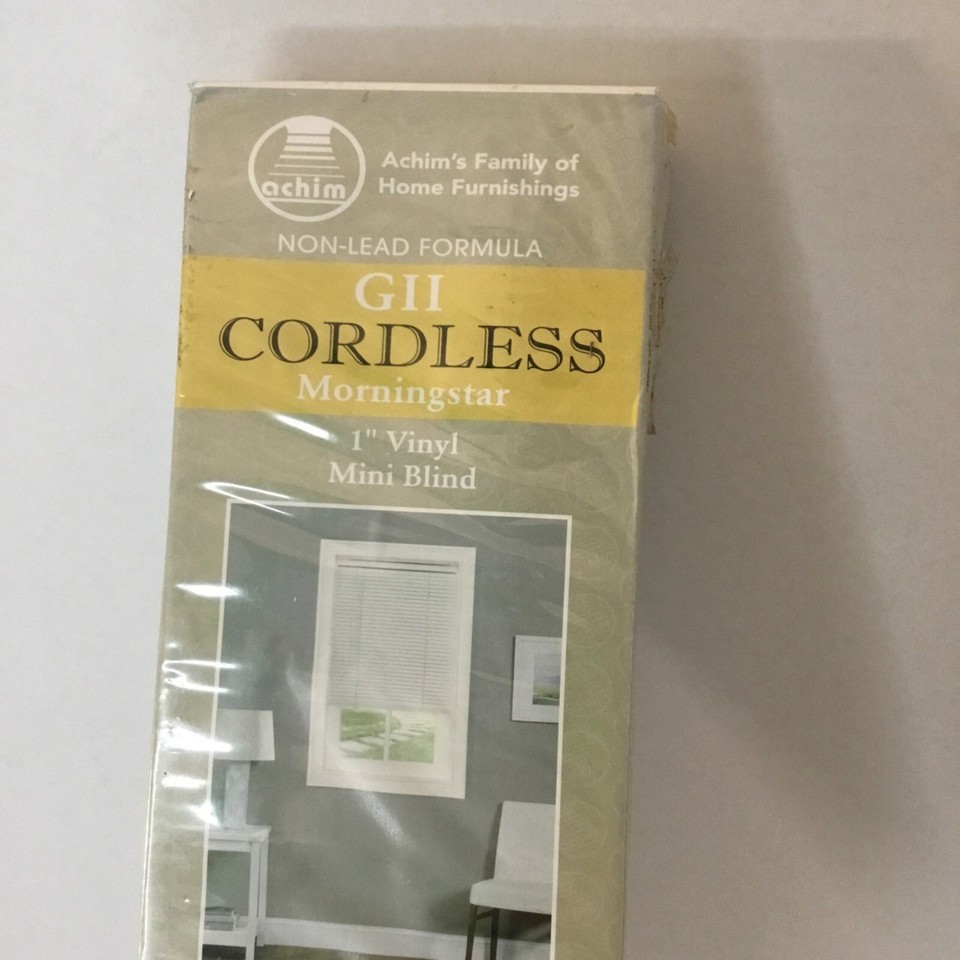 achim
Achim's Family of
Home Furnishings
NON-LEAD FORMULA
GII
CORDLESS
Morningstar
1" Vinyl
Mini Blind